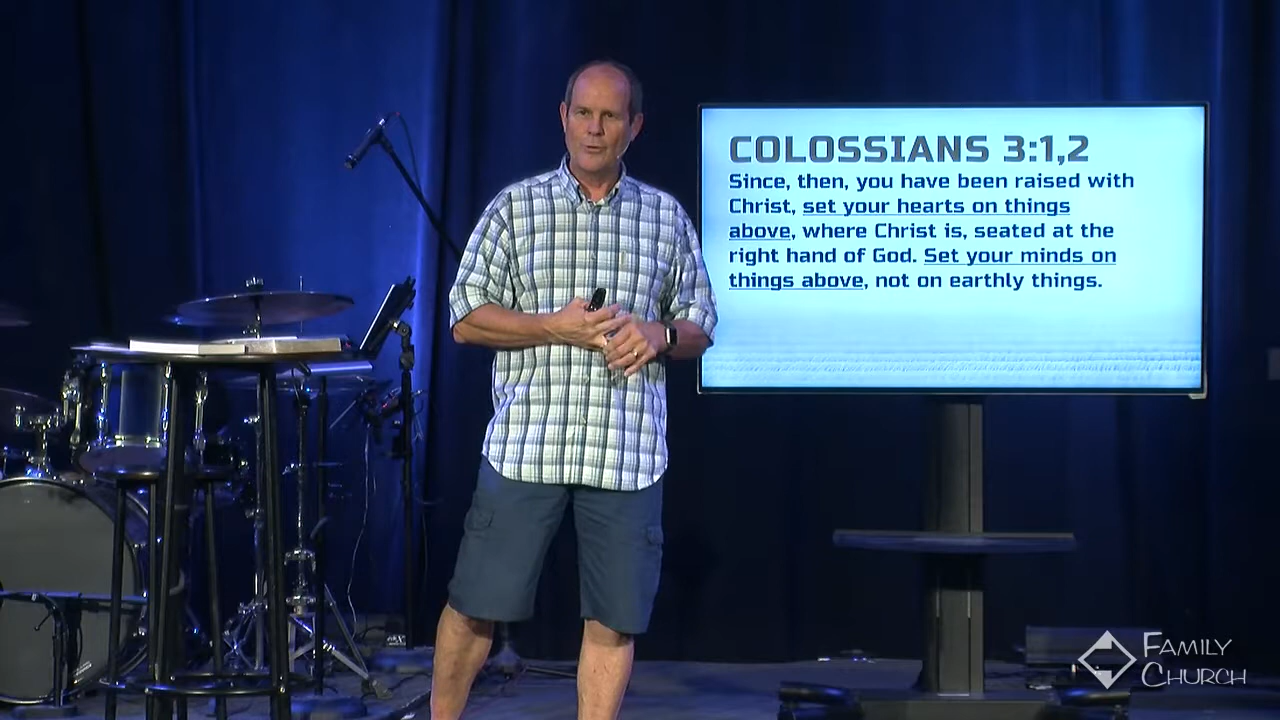 COLOSSIANS 3:1,2
Since, then, you have been raised with
Christ, set your hearts on things
above, where Christ is, seated at the
right hand of God. Set your minds on
things above, not on earthly things.
FAMILY
CHURCH